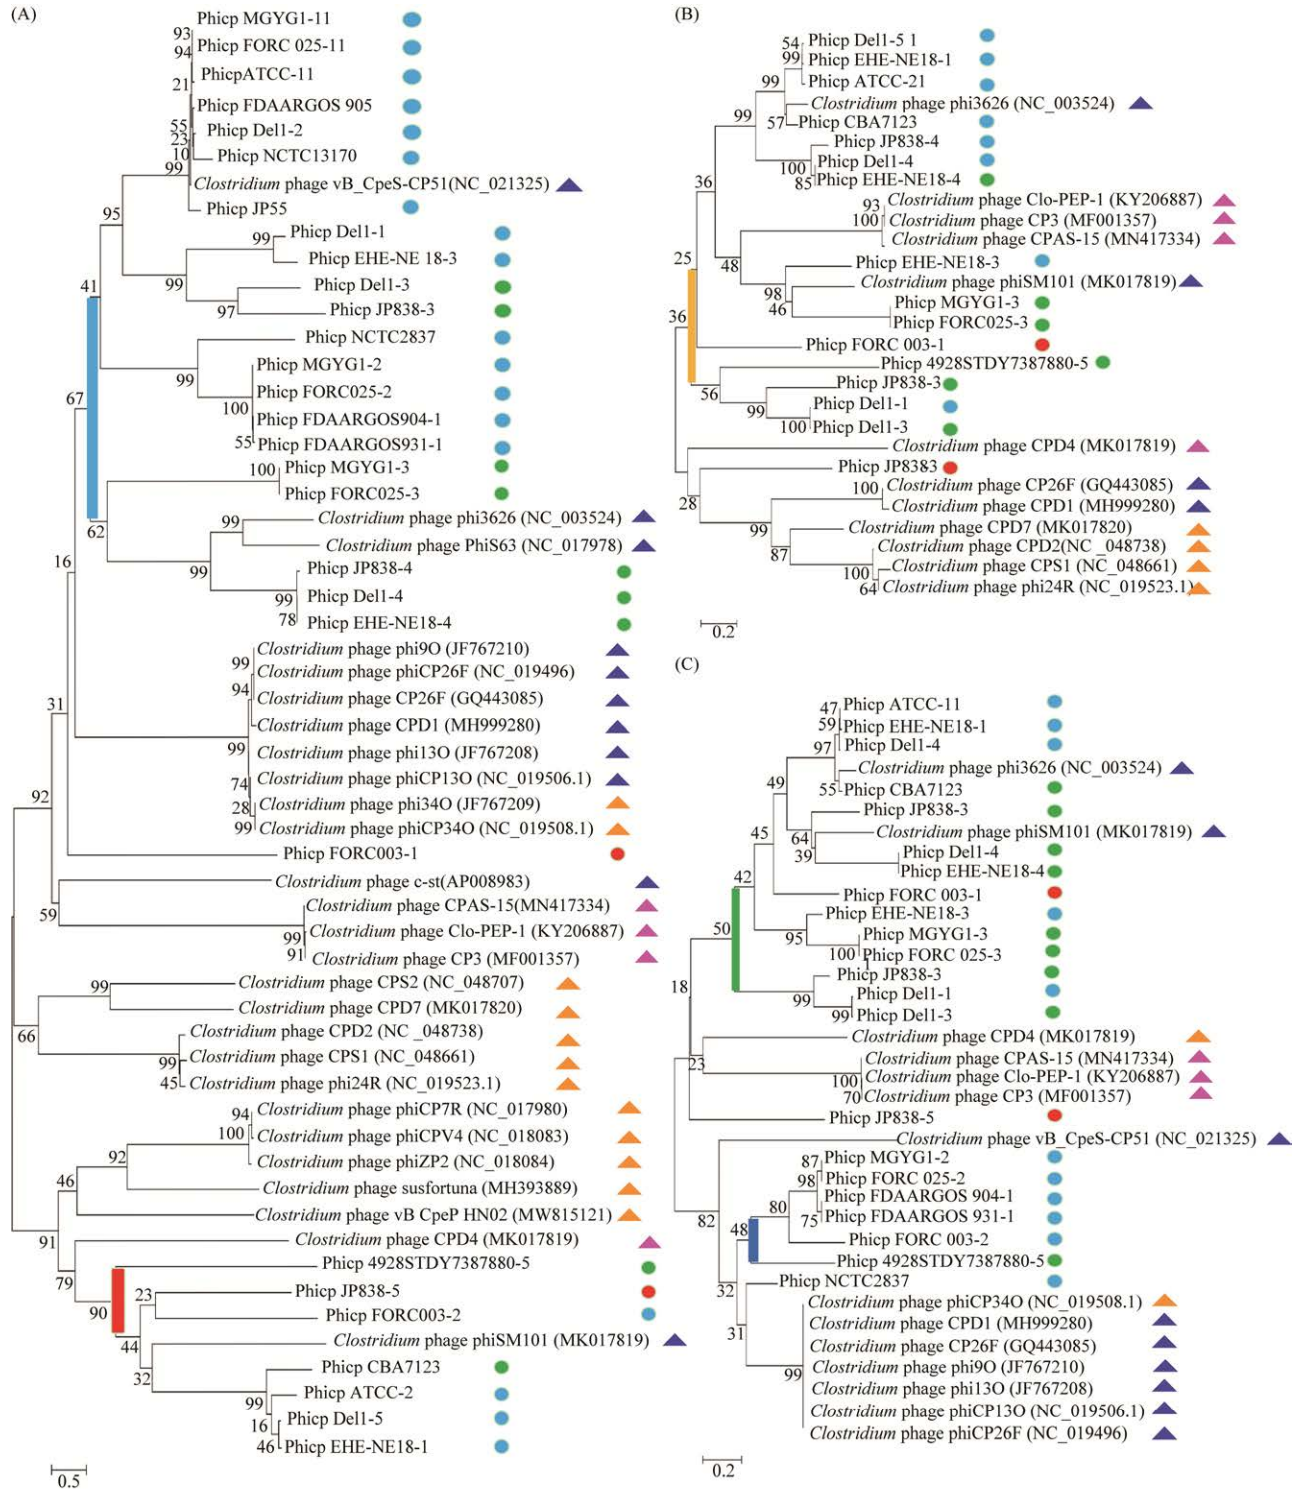 (A)
Phicp MGYG1-11
93
Phicp FORC 025-11
94
PhicpATCC-11
21
Phicp FDAARGOS 905
55
Phicp Del1-2
23
Phicp NCTC13170
10
99
Clostridium phage vB_CpeS-CP51(NC_021325)
Phicp JP55
95
Phicp Del1-1
99
Phicp EHE-NE 18-3
99
Phicp Del1-3
41
97
Phicp JP838-3
Phicp NCTC2837
Phicp MGYG1-2
99
Phicp FORC025-2
67
100
Phicp FDAARGOS904-1
55
Phicp FDAARGOS931-1
100
Phicp MGYG1-3
Phicp FORC025-3
62
99
Clostridium phage phi3626 (NC_003524)
Clostridium phage PhiS63 (NC_017978)
16
99
Phicp JP838-4
99
Phicp Del1-4
78
Phicp EHE-NE18-4
Clostridium phage phi9O (JF767210)
99
Clostridium phage phiCP26F (NC_019496)
94
Clostridium phage CP26F (GQ443085)
31
Clostridium phage CPD1 (MH999280)
99
Clostridium phage phi13O (JF767208)
74
Clostridium phage phiCP13O (NC_019506.1)
28
Clostridium phage phi34O (JF767209)
92
99
Clostridium phage phiCP34O (NC_019508.1)
Phicp FORC003-1
Clostridium phage c-st(AP008983)
59
Clostridium phage CPAS-15(MN417334)
99
Clostridium phage Clo-PEP-1 (KY206887)
91
Clostridium phage CP3 (MF001357)
99
Clostridium phage CPS2 (NC_048707)
Clostridium phage CPD7 (MK017820)
66
Clostridium phage CPD2 (NC _048738)
99
Clostridium phage CPS1 (NC_048661)
45
Clostridium phage phi24R (NC_019523.1)
94
Clostridium phage phiCP7R (NC_017980)
100
Clostridium phage phiCPV4 (NC_018083)
92
Clostridium phage phiZP2 (NC_018084)
46
Clostridium phage susfortuna (MH393889)
Clostridium phage vB CpeP HN02 (MW815121)
91
Clostridium phage CPD4 (MK017819)
79
Phicp 4928STDY7387880-5
90
23
Phicp JP838-5
Phicp FORC003-2
44
Clostridium phage phiSM101 (MK017819)
32
Phicp CBA7123
99
Phicp ATCC-2
16
Phicp Del1-5
46
Phicp EHE-NE18-1
0.5
(B)
54
Phicp Del1-5 1
99
Phicp EHE-NE18-1
99
Phicp ATCC-21
Clostridium phage phi3626 (NC_003524)
99
57
Phicp CBA7123
Phicp JP838-4
100
Phicp Del1-4
85
Phicp EHE-NE18-4
36
93
Clostridium phage Clo-PEP-1 (KY206887)
100
Clostridium phage CP3 (MF001357)
Clostridium phage CPAS-15 (MN417334)
25
48
Phicp EHE-NE18-3
98
Clostridium phage phiSM101 (MK017819)
46
Phicp MGYG1-3
36
Phicp FORC025-3
Phicp FORC 003-1
Phicp 4928STDY7387880-5
56
Phicp JP838-3
99
Phicp Del1-1
100
Phicp Del1-3
Clostridium phage CPD4 (MK017819)
Phicp JP8383
28
100
Clostridium phage CP26F (GQ443085)
Clostridium phage CPD1 (MH999280)
99
Clostridium phage CPD7 (MK017820)
87
Clostridium phage CPD2(NC _048738)
100
Clostridium phage CPS1 (NC_048661)
64
Clostridium phage phi24R (NC_019523.1)
0.2
(C)
47
Phicp ATCC-11
59
Phicp EHE-NE18-1
97
Phicp Del1-4
Clostridium phage phi3626 (NC_003524)
49
55
Phicp CBA7123
Phicp JP838-3
45
64
Clostridium phage phiSM101 (MK017819)
39
Phicp Del1-4
Phicp EHE-NE18-4
42
Phicp FORC 003-1
Phicp EHE-NE18-3
50
95
Phicp MGYG1-3
100
Phicp FORC 025-3
Phicp JP838-3
18
99
Phicp Del1-1
99
Phicp Del1-3
Clostridium phage CPD4 (MK017819)
23
Clostridium phage CPAS-15 (MN417334)
100
Clostridium phage Clo-PEP-1 (KY206887)
70
Clostridium phage CP3 (MF001357)
Phicp JP838-5
Clostridium phage vB_CpeS-CP51 (NC_021325)
87
Phicp MGYG1-2
98
Phicp FORC 025-2
80
Phicp FDAARGOS 904-1
75
Phicp FDAARGOS 931-1
82
48
Phicp FORC 003-2
Phicp 4928STDY7387880-5
32
Phicp NCTC2837
Clostridium phage phiCP34O (NC_019508.1)
31
Clostridium phage CPD1 (MH999280)
Clostridium phage CP26F (GQ443085)
99
Clostridium phage phi9O (JF767210)
Clostridium phage phi13O (JF767208)
Clostridium phage phiCP13O (NC_019506.1)
Clostridium phage phiCP26F (NC_019496)
0.2